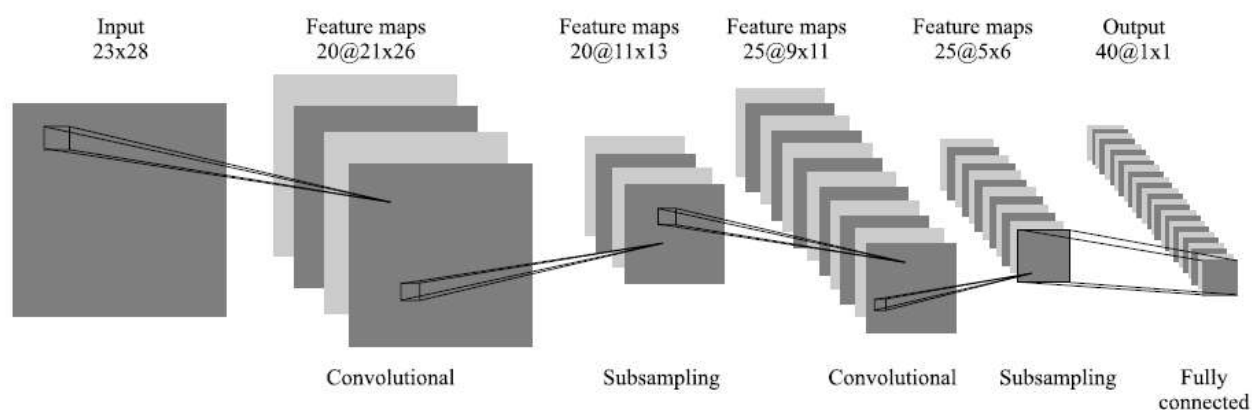 Input
23x28
Feature maps
20@21x26
Feature maps
20@11x13
Feature maps
25@9x11
Feature maps
25@5x6
Output
40@1x1
Convolutional
Subsampling
Convolutional
Subsampling
Fully
connected